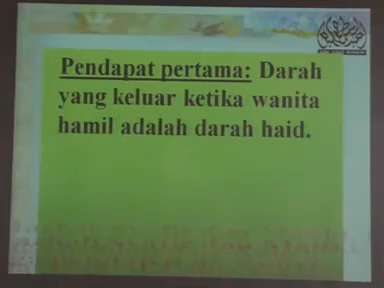 Pendapat pertama: Darah
yang keluar ketika wanita
hamil adalah darah haid.